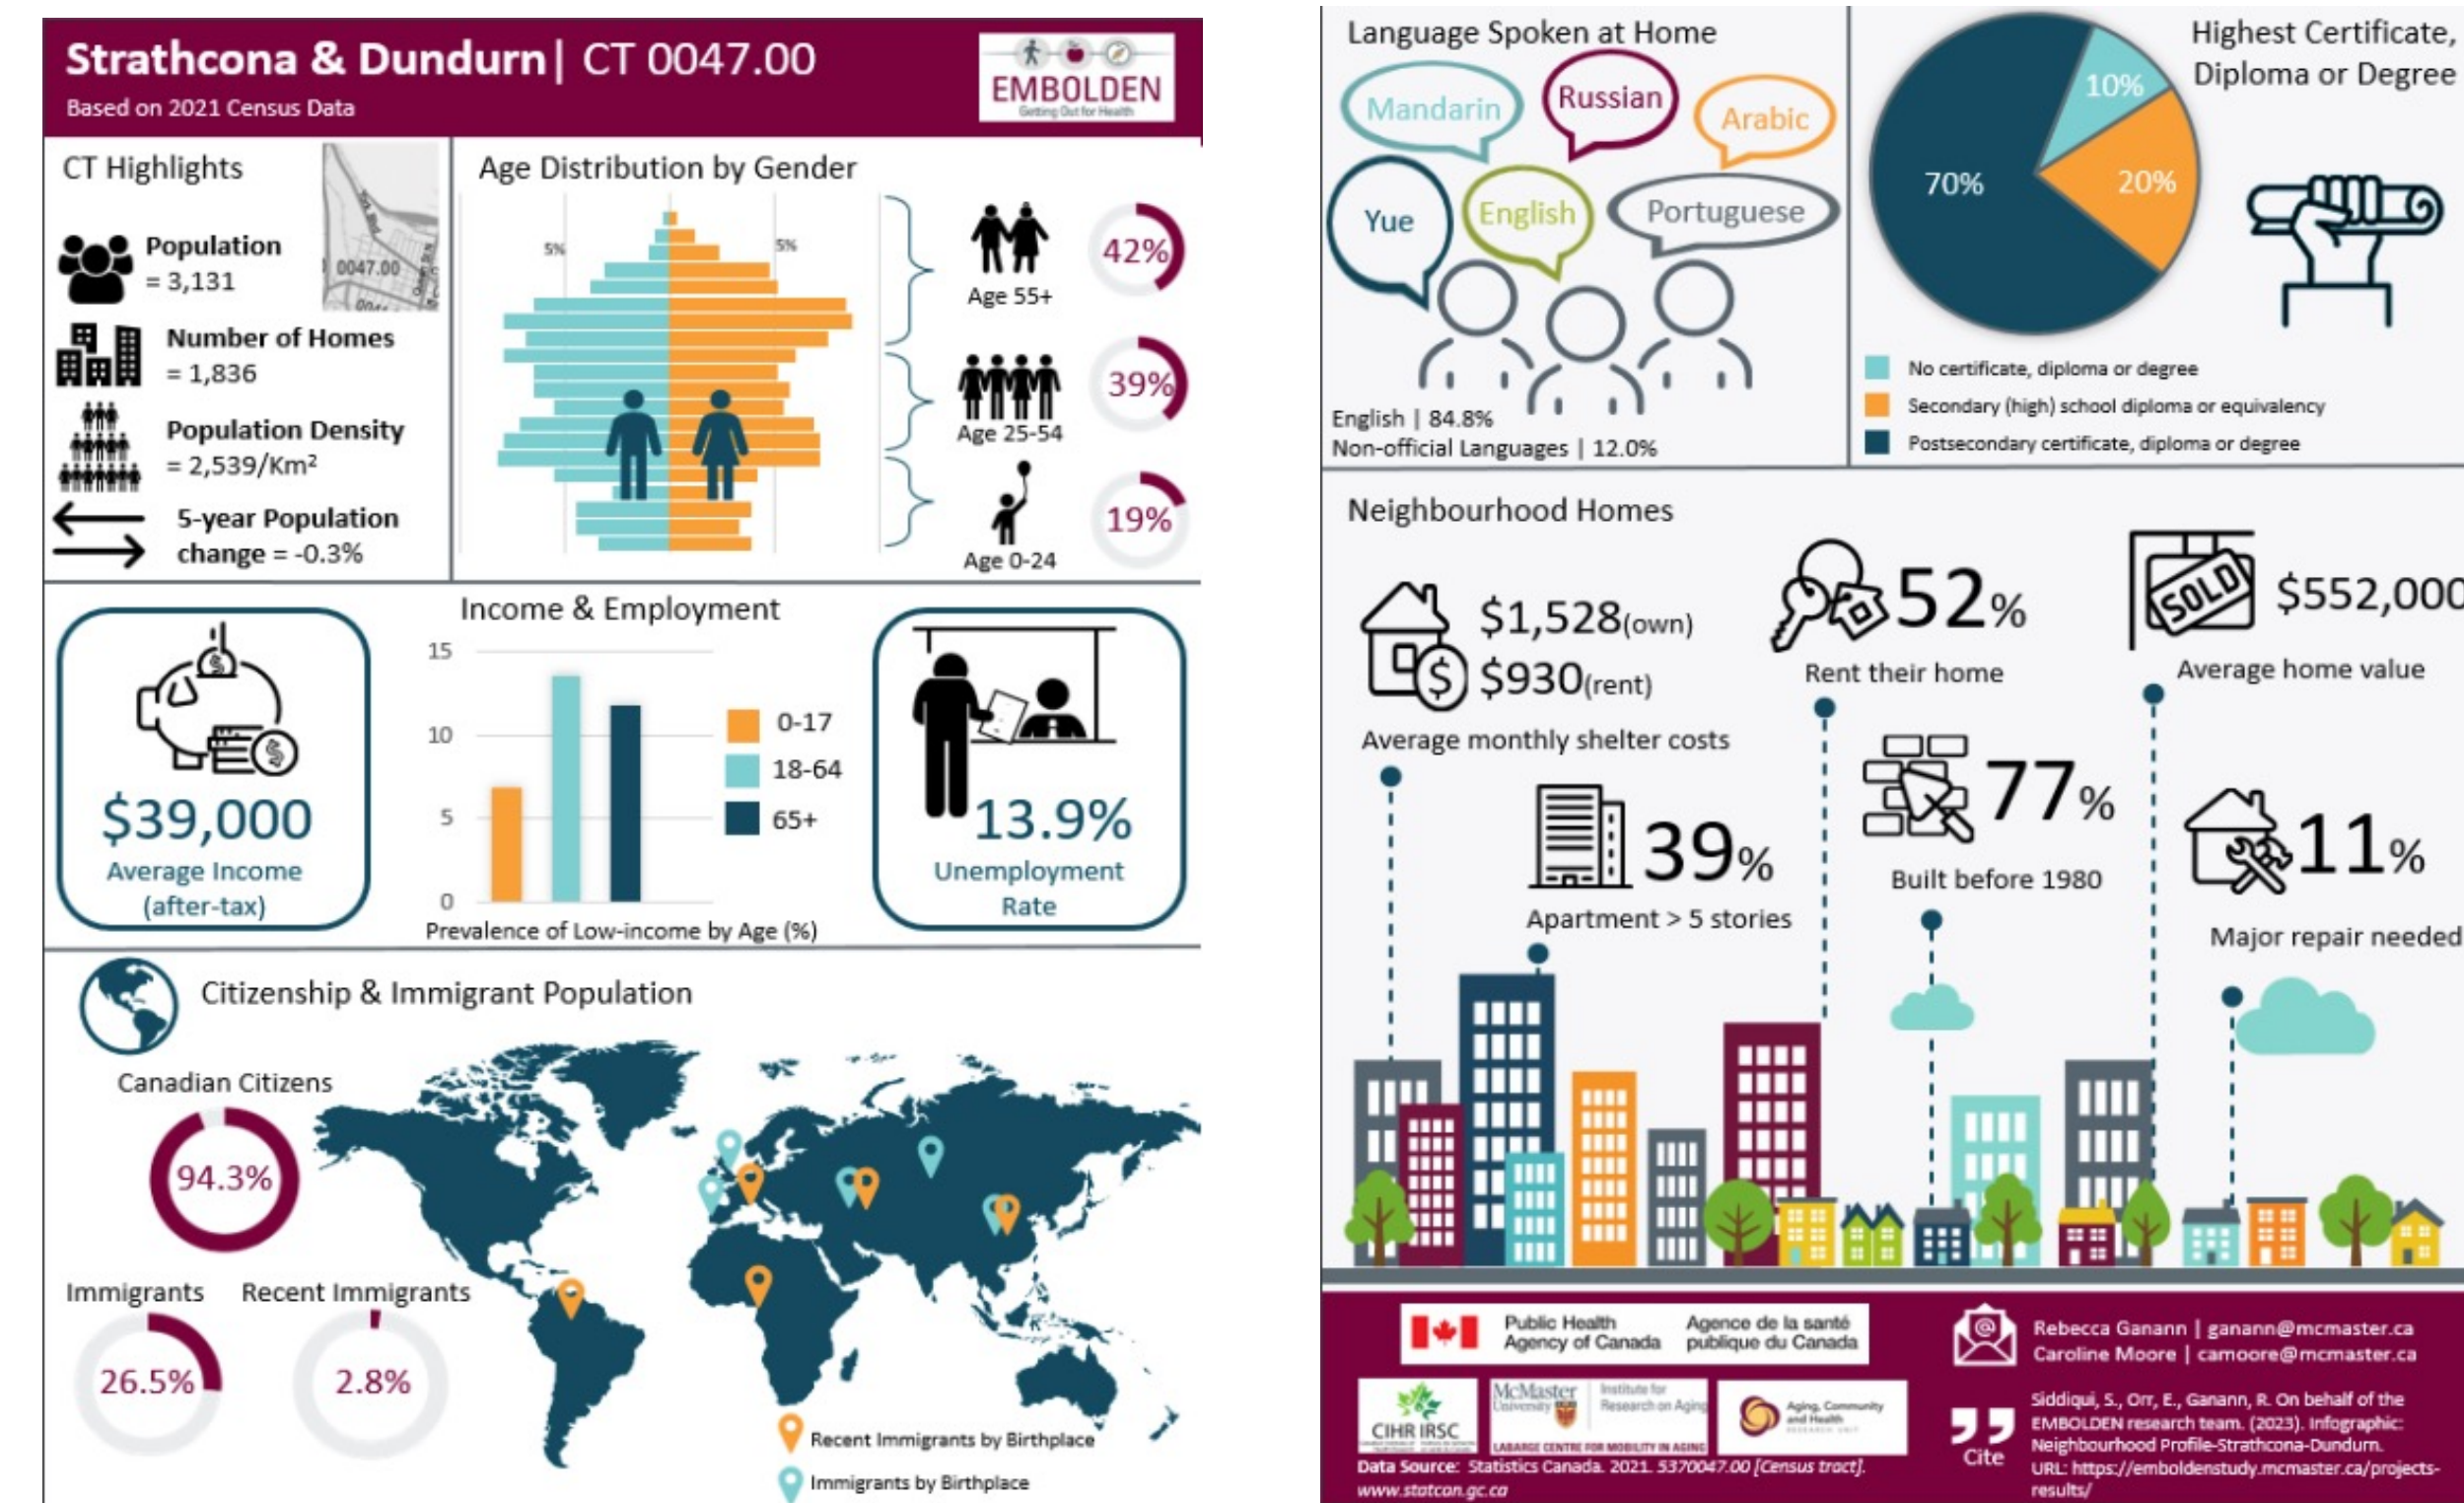 Strathcona & Dundurn| CT 0047.00
Based on 2021 Census Data
EMBOLDEN
Getting Out for Health
CT Highlights
York Blvd
0047.00
Population
= 3,131
Number of Homes
= 1,836
Population Density
= 2,539/Km²
5-year Population
change = -0.3%
Age Distribution by Gender
5%
5%
42%
Age 55+
39%
Age 25-54
19%
Age 0-24
$39,000
Average Income
(after-tax)
Income & Employment
15
10
5
0
0-17
18-64
65+
Prevalence of Low-income by Age (%)
13.9%
Unemployment
Rate
Citizenship & Immigrant Population
Canadian Citizens
94.3%
Immigrants
26.5%
Recent Immigrants
2.8%
Recent Immigrants by Birthplace
Immigrants by Birthplace
Language Spoken at Home
Mandarin
Russian
Arabic
Yue
English
Portuguese
English | 84.8%
Non-official Languages | 12.0%
Highest Certificate,
Diploma or Degree
10%
70%
20%
No certificate, diploma or degree
Secondary (high) school diploma or equivalency
Postsecondary certificate, diploma or degree
Neighbourhood Homes
$1,528(own)
$930(rent)
Average monthly shelter costs
52%
Rent their home
SOLD
$552,000
Average home value
39%
Apartment > 5 stories
77%
Built before 1980
11%
Major repair needed
Public Health
Agency of Canada
Agence de la santé
publique du Canada
CIHR IRSC
McMaster
University
Institute for
Research on Aging
LABARGE CENTRE FOR MOBILITY IN AGING
Aging, Community
and Health
RESEARCH UNIT
Data Source: Statistics Canada. 2021. 5370047.00 [Census tract].
www.statcan.gc.ca
Rebecca Ganann | ganann@mcmaster.ca
Caroline Moore | camoore@mcmaster.ca
Cite
Siddiqui, S., Orr, E., Ganann, R. On behalf of the
EMBOLDEN research team. (2023). Infographic:
Neighbourhood Profile-Strathcona-Dundurn.
URL: https://emboldenstudy.mcmaster.ca/projects-
results/